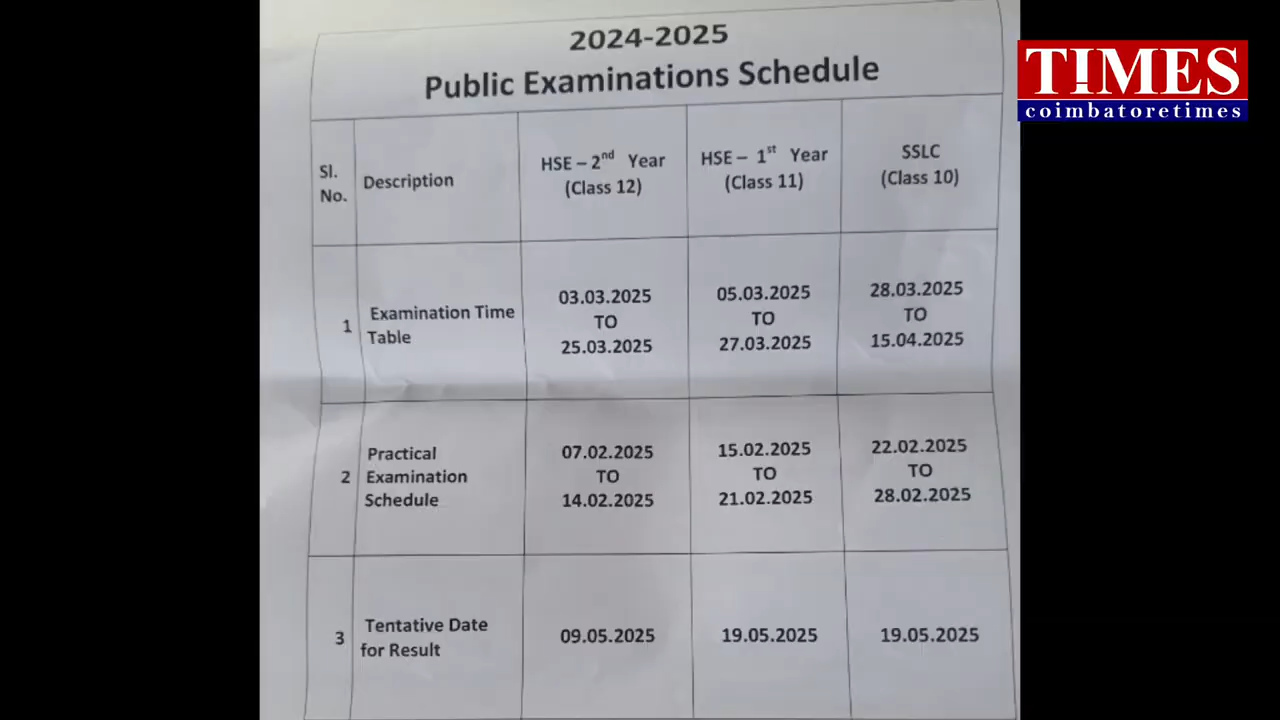 2024-2025
Public Examinations Schedule
TIMES
coimbatoretimes
Sl.
No.
Description
HSE – 2nd Year
(Class 12)
HSE – 1st Year
(Class 11)
SSLC
(Class 10)
1
Examination Time
Table
03.03.2025
TO
25.03.2025
05.03.2025
TO
27.03.2025
28.03.2025
TO
15.04.2025
2
Practical
Examination
Schedule
07.02.2025
TO
14.02.2025
15.02.2025
TO
21.02.2025
22.02.2025
TO
28.02.2025
3
Tentative Date
for Result
09.05.2025
19.05.2025
19.05.2025